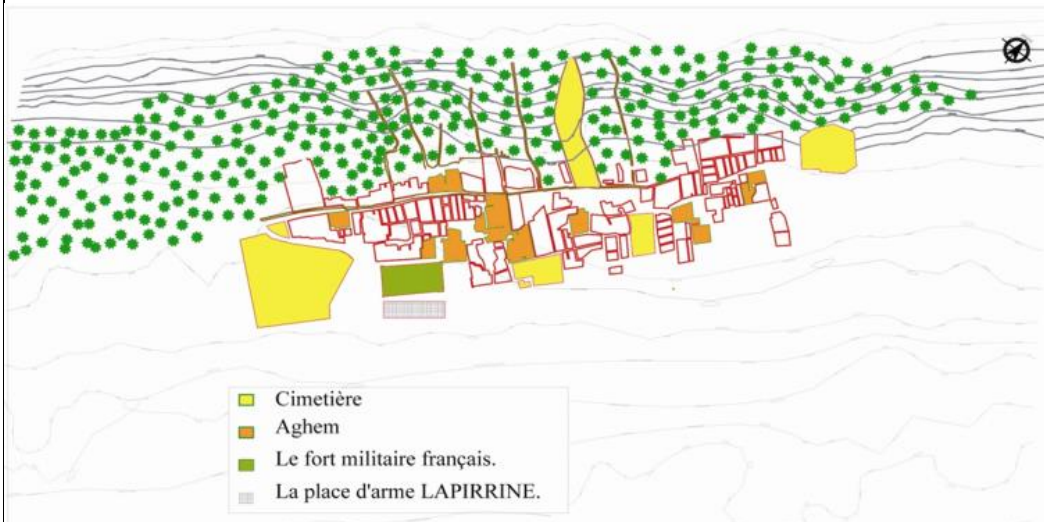 Cimetière
Aghem
Le fort militaire français.
La place d'arme LAPIRRINE.